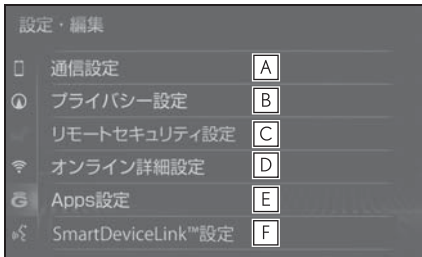 設定・編集
通信設定 A
プライバシー設定 B
リモートセキュリティ設定 C
オンライン詳細設定 D
Apps設定 E
SmartDeviceLink™設定 F